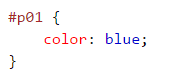 #p01 {
    color: blue;
}